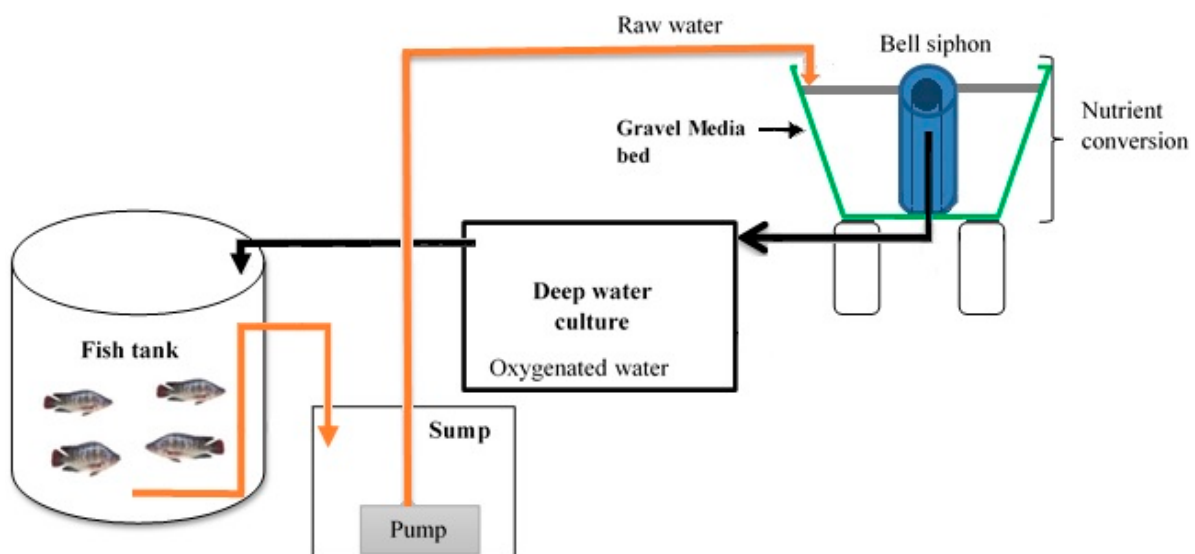 Raw water
Bell siphon
Gravel Media
bed
Nutrient
conversion
Deep water
culture
Oxygenated water
Fish tank
Sump
Pump